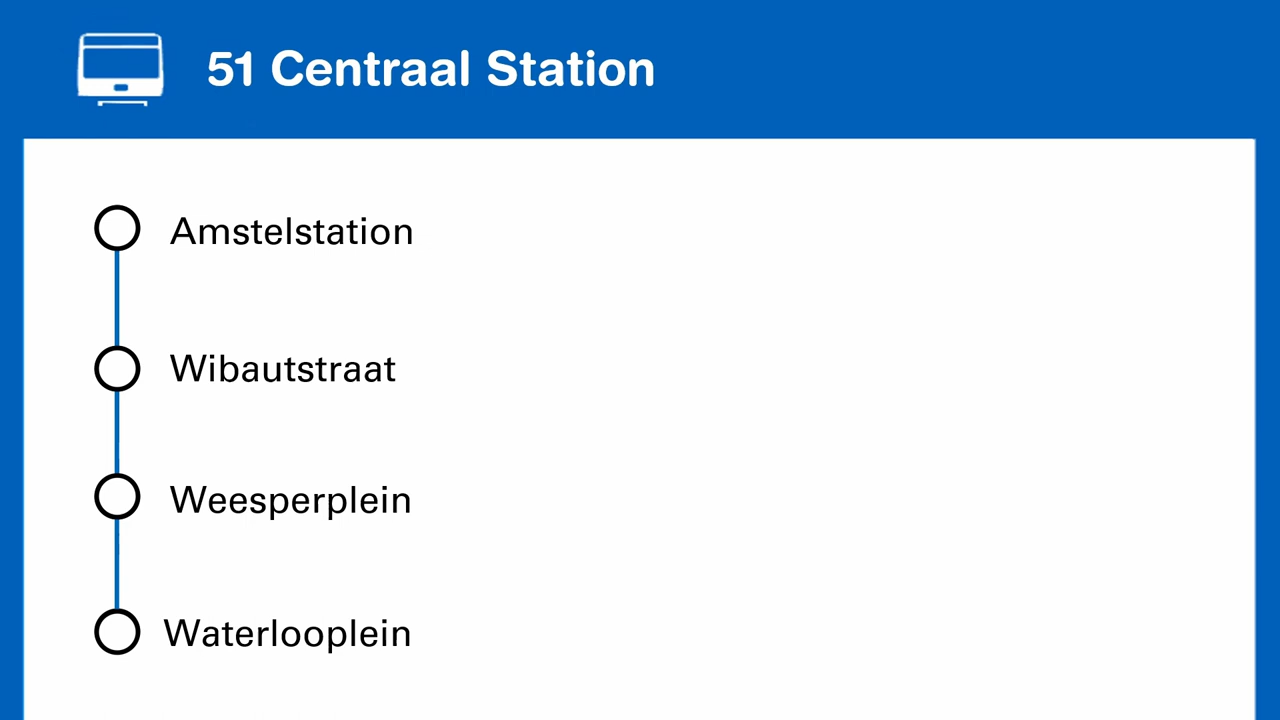 51 Centraal Station
Amstelstation
Wibautstraat
Weesperplein
Waterlooplein